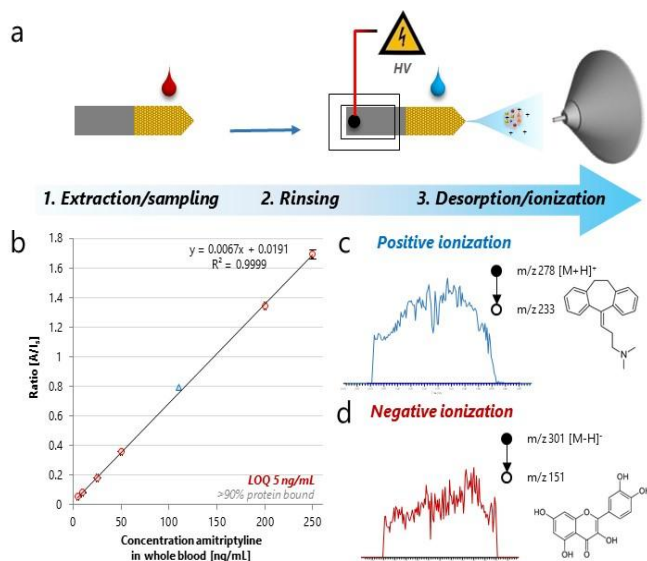 a
HV
1. Extraction/sampling 2. Rinsing 3. Desorption/ionization
b
1.8
1.6
1.4
1.2
1
0.8
0.6
0.4
0.2
0
y = 0.0067x + 0.0191
R² = 0.9999
Ratio [A/Is]
LOQ 5 ng/mL
>90% protein bound
0 50 100 150 200 250
Concentration amitriptyline
in whole blood [ng/mL]
c
Positive ionization
m/z 278 [M+H]⁺
m/z 233
N
d
Negative ionization
m/z 301 [M-H]⁻
m/z 151
OH
OH
HO
O
OH
OH
O